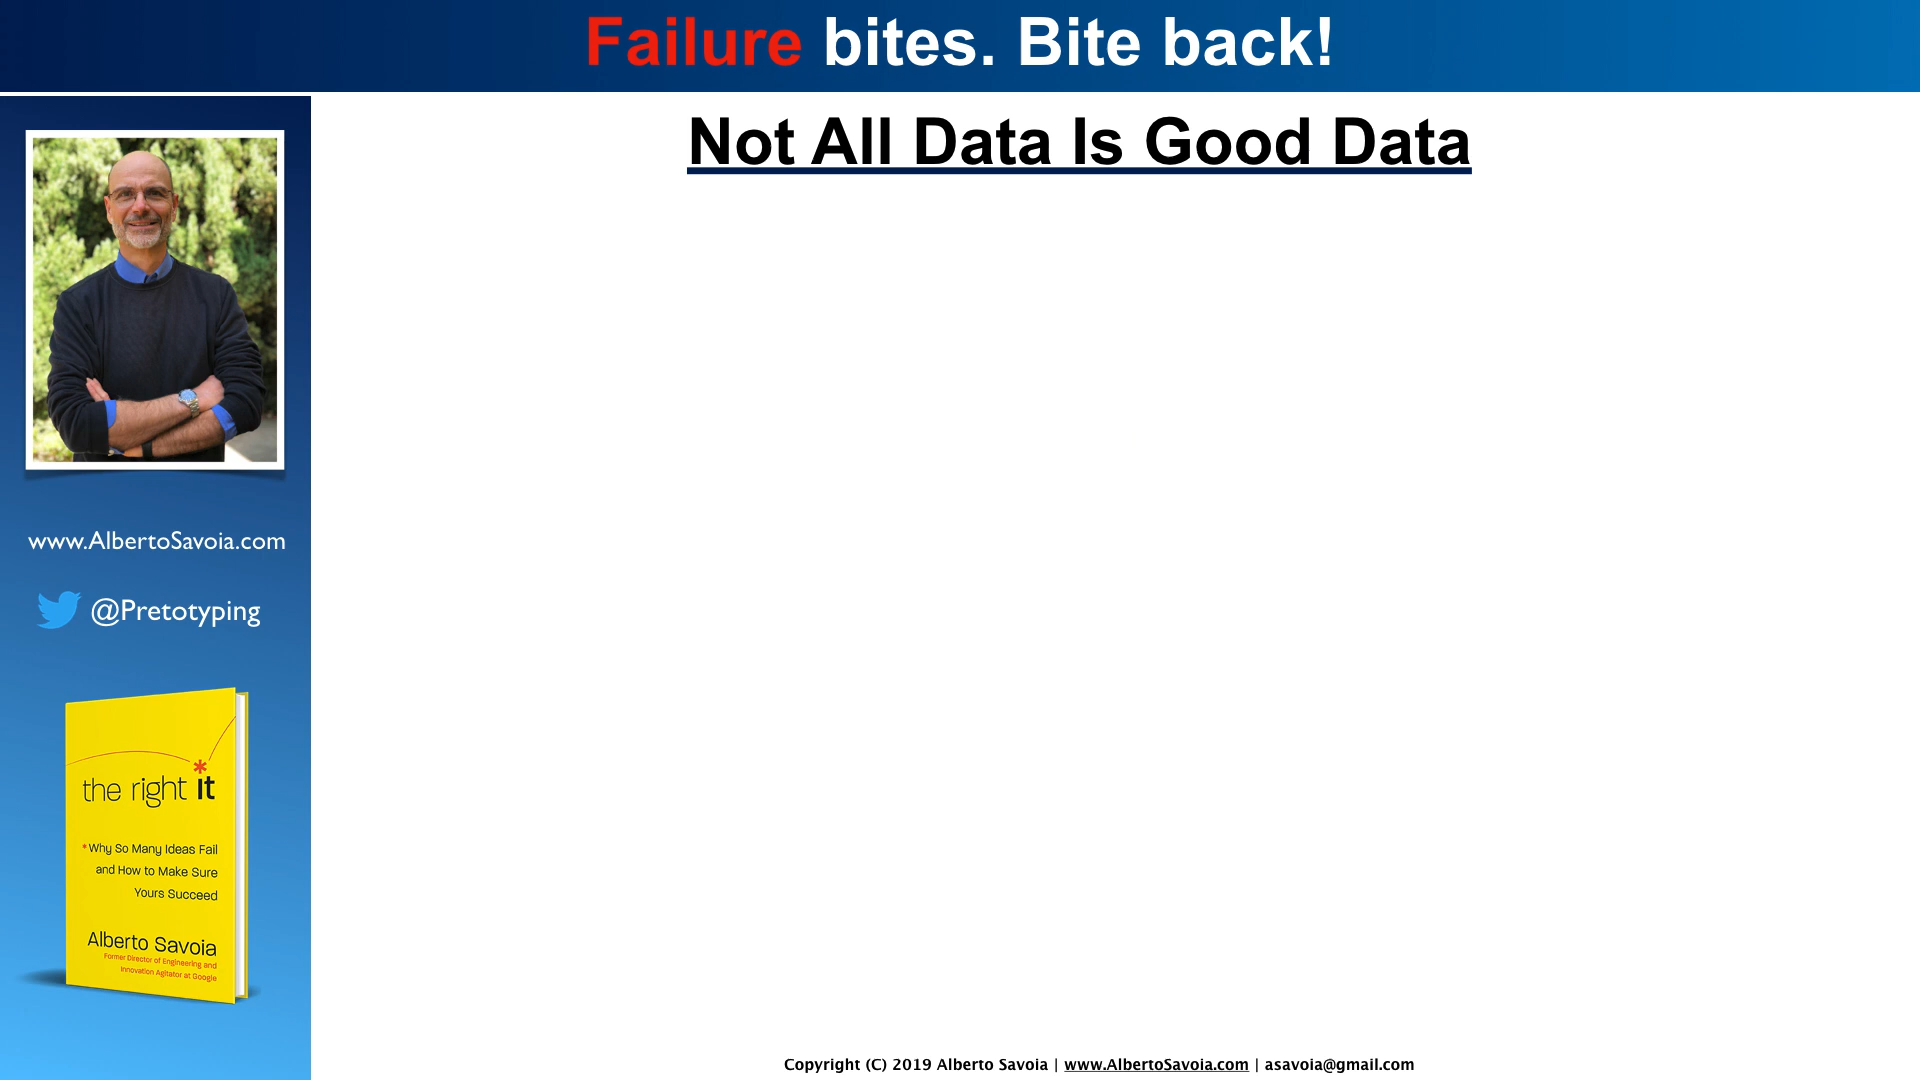 Failure bites. Bite back!
Not All Data Is Good Data
www.AlbertoSavoia.com
@Pretotyping
the right it
*
*Why So Many Ideas Fail
and How to Make Sure
Yours Succeed
Alberto Savoia
Former Director of Engineering and
Innovation Agitator at Google
Copyright (C) 2019 Alberto Savoia | www.AlbertoSavoia.com | asavoia@gmail.com